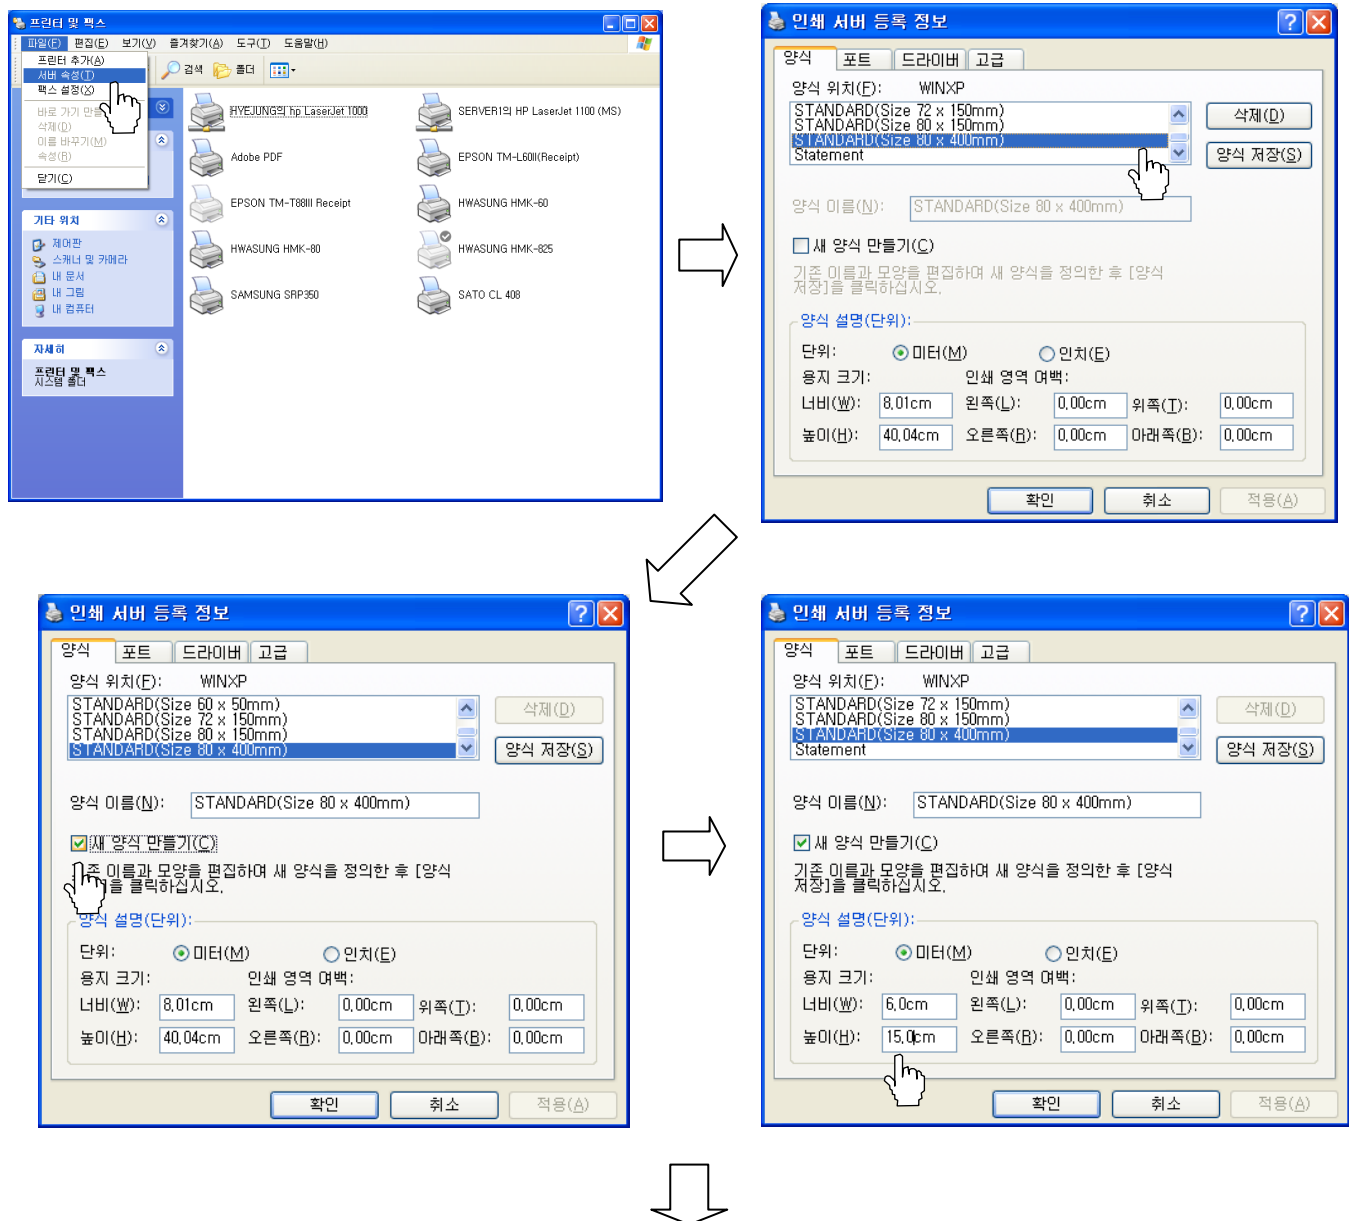 프린터 및 팩스
파일(F) 편집(E) 보기(V) 즐겨찾기(A) 도구(T) 도움말(H)
프린터 추가(A)
서버 속성(T)
팩스 설정(X)
바로 가기 만들
삭제(D)
이름 바꾸기(M)
속성(R)
닫기(C)
검색 폴더
기타 위치
제어판
스캐너 및 카메라
내 문서
내 그림
내 컴퓨터
자세히
프린터 및 팩스
시스템 폴더
HYEJUNG의 hp LaserJet 1000
SERVER1의 HP LaserJet 1100 (MS)
Adobe PDF
EPSON TM-L60II(Receipt)
EPSON TM-T88III Receipt
HWASUNG HMK-60
HWASUNG HMK-80
HWASUNG HMK-825
SAMSUNG SRP350
SATO CL 408
인쇄 서버 등록 정보
양식 포트 드라이버 고급
양식 위치(F): WINXP
STANDARD(Size 72 x 150mm)
STANDARD(Size 80 x 150mm)
STANDARD(Size 80 x 400mm)
Statement
삭제(D)
양식 저장(S)
양식 이름(N): STANDARD(Size 80 x 400mm)
새 양식 만들기(C)
기존 이름과 모양을 편집하여 새 양식을 정의한 후 [양식
저장]을 클릭하십시오.
양식 설명(단위):
단위: 미터(M) 인치(E)
용지 크기: 인쇄 영역 여백:
너비(W): 8.01cm 왼쪽(L): 0.00cm 위쪽(T): 0.00cm
높이(H): 40.04cm 오른쪽(R): 0.00cm 아래쪽(B): 0.00cm
확인 취소 적용(A)
인쇄 서버 등록 정보
양식 포트 드라이버 고급
양식 위치(F): WINXP
STANDARD(Size 60 x 50mm)
STANDARD(Size 72 x 150mm)
STANDARD(Size 80 x 150mm)
STANDARD(Size 80 x 400mm)
삭제(D)
양식 저장(S)
양식 이름(N): STANDARD(Size 80 x 400mm)
새 양식 만들기(C)
기존 이름과 모양을 편집하여 새 양식을 정의한 후 [양식
을 클릭하십시오.
양식 설명(단위):
단위: 미터(M) 인치(E)
용지 크기: 인쇄 영역 여백:
너비(W): 8.01cm 왼쪽(L): 0.00cm 위쪽(T): 0.00cm
높이(H): 40.04cm 오른쪽(R): 0.00cm 아래쪽(B): 0.00cm
확인 취소 적용(A)
인쇄 서버 등록 정보
양식 포트 드라이버 고급
양식 위치(F): WINXP
STANDARD(Size 72 x 150mm)
STANDARD(Size 80 x 150mm)
STANDARD(Size 80 x 400mm)
Statement
삭제(D)
양식 저장(S)
양식 이름(N): STANDARD(Size 80 x 400mm)
새 양식 만들기(C)
기존 이름과 모양을 편집하여 새 양식을 정의한 후 [양식
저장]을 클릭하십시오.
양식 설명(단위):
단위: 미터(M) 인치(E)
용지 크기: 인쇄 영역 여백:
너비(W): 6.0cm 왼쪽(L): 0.00cm 위쪽(T): 0.00cm
높이(H): 15.0cm 오른쪽(R): 0.00cm 아래쪽(B): 0.00cm
확인 취소 적용(A)